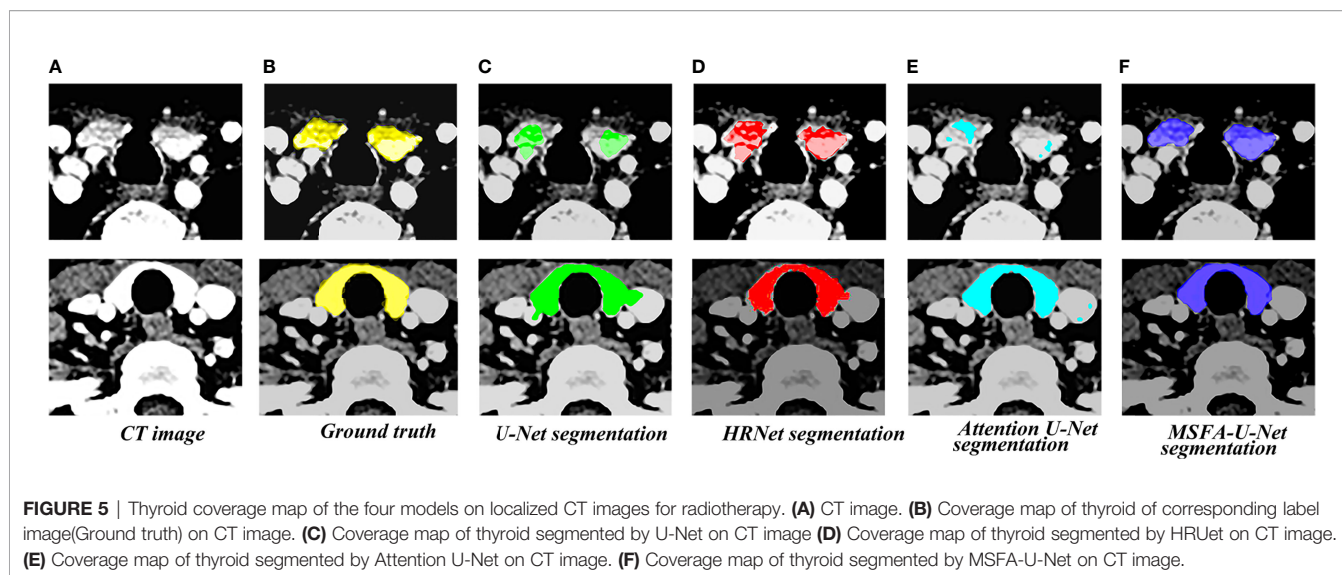 A B C D E F
CT image Ground truth U-Net segmentation HRNet segmentation Attention U-Net segmentation MSFA-U-Net segmentation
FIGURE 5 | Thyroid coverage map of the four models on localized CT images for radiotherapy. (A) CT image. (B) Coverage map of thyroid of corresponding label
image(Ground truth) on CT image. (C) Coverage map of thyroid segmented by U-Net on CT image (D) Coverage map of thyroid segmented by HRUet on CT image.
(E) Coverage map of thyroid segmented by Attention U-Net on CT image. (F) Coverage map of thyroid segmented by MSFA-U-Net on CT image.